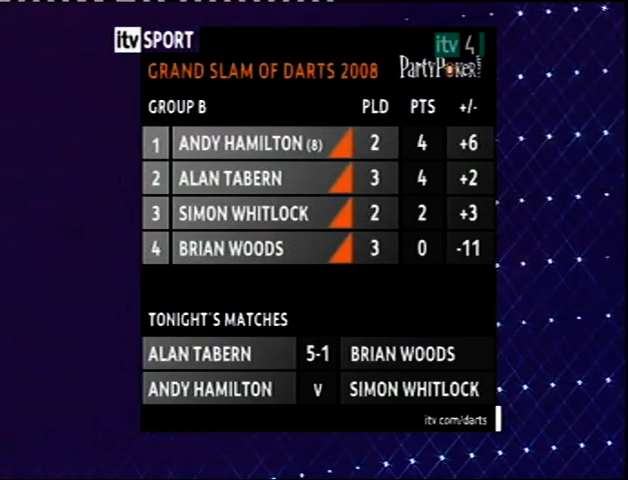 itv SPORT
itv 4
GRAND SLAM OF DARTS 2008 PartyPoker
GROUP B PLD PTS +/-
1 ANDY HAMILTON (8) 2 4 +6
2 ALAN TABERN 3 4 +2
3 SIMON WHITLOCK 2 2 +3
4 BRIAN WOODS 3 0 -11
TONIGHT'S MATCHES
ALAN TABERN 5-1 BRIAN WOODS
ANDY HAMILTON v SIMON WHITLOCK
itv.com/darts